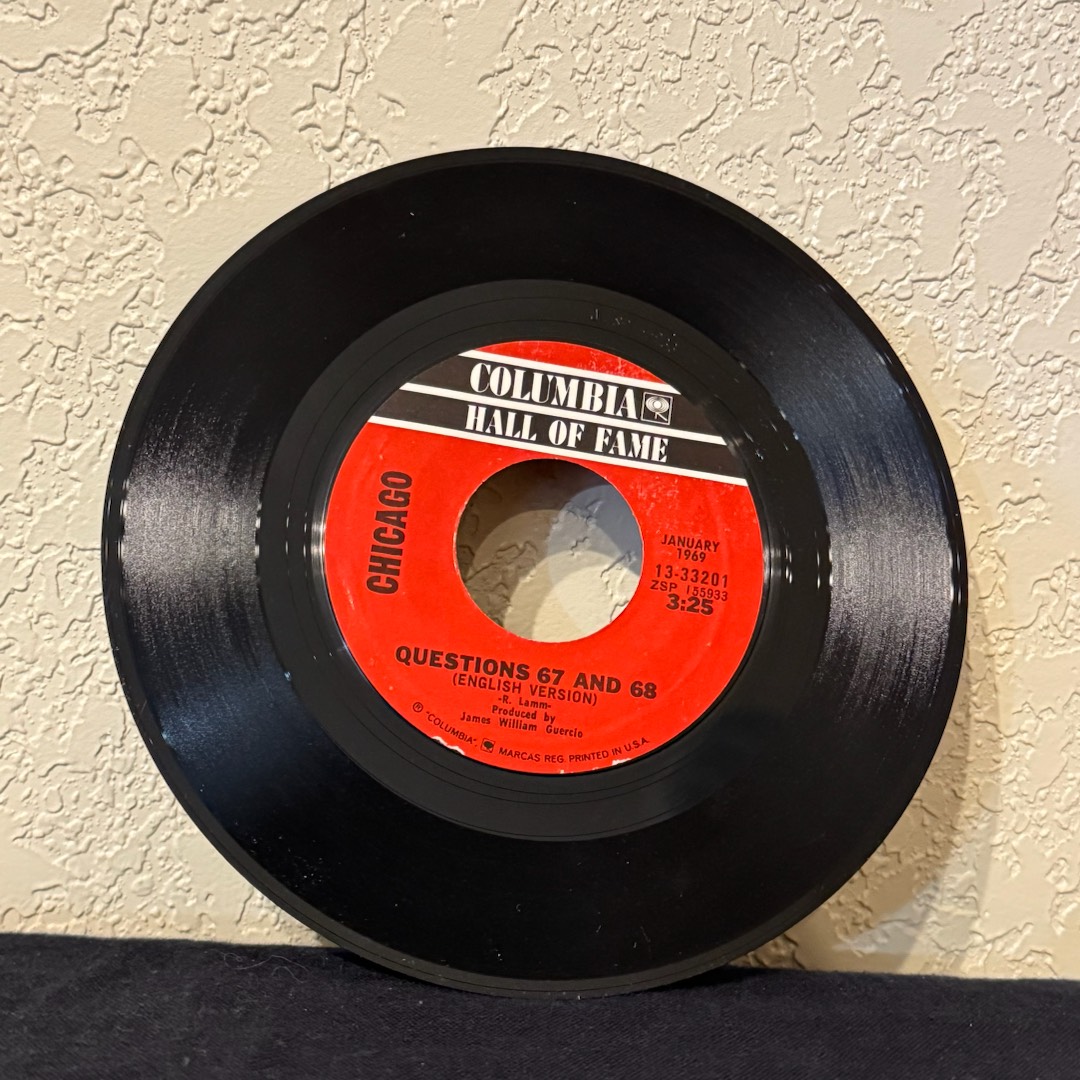 COLUMBIA
HALL OF FAME
CHICAGO
JANUARY
1969
13-33201
ZSP 155933
3:25
QUESTIONS 67 AND 68
(ENGLISH VERSION)
-R. Lamm-
Produced by
James William Guercio
Ⓟ "COLUMBIA" MARCAS REG. PRINTED IN U.S.A.